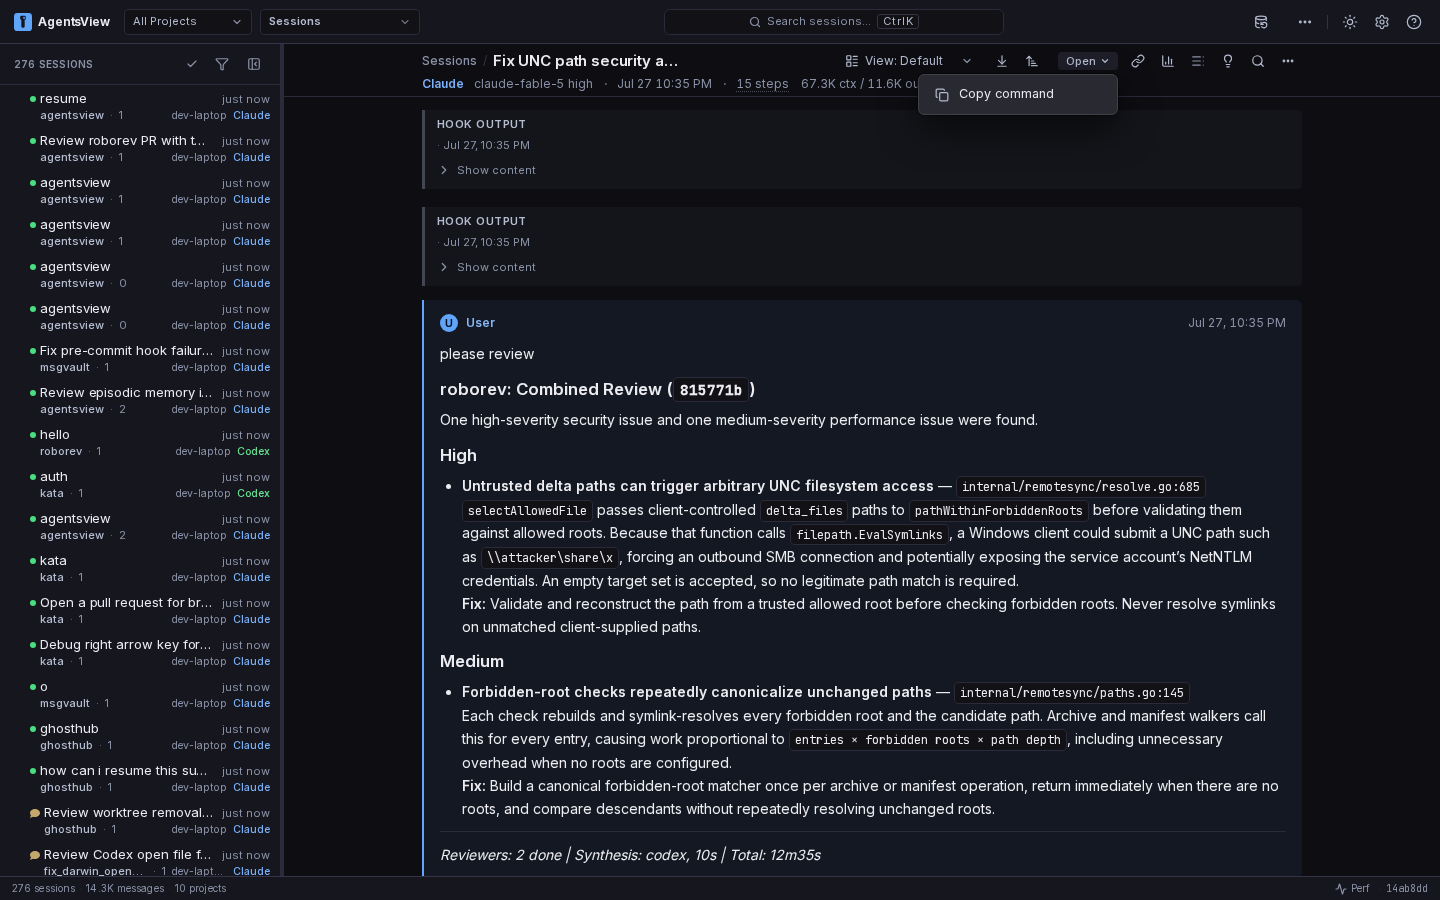 AgentsView
All Projects
Sessions
Search sessions... CtrlK
276 SESSIONS
resume just now
agentsview · 1 dev-laptop Claude
Review roborev PR with t... just now
agentsview · 1 dev-laptop Claude
agentsview just now
agentsview · 1 dev-laptop Claude
agentsview just now
agentsview · 1 dev-laptop Claude
agentsview just now
agentsview · 0 dev-laptop Claude
agentsview just now
agentsview · 0 dev-laptop Claude
Fix pre-commit hook failur... just now
msgvault · 1 dev-laptop Claude
Review episodic memory i... just now
agentsview · 2 dev-laptop Claude
hello just now
roborev · 1 dev-laptop Codex
auth just now
kata · 1 dev-laptop Codex
agentsview just now
agentsview · 2 dev-laptop Claude
kata just now
kata · 1 dev-laptop Claude
Open a pull request for br... just now
kata · 1 dev-laptop Claude
Debug right arrow key for... just now
kata · 1 dev-laptop Claude
o just now
msgvault · 1 dev-laptop Claude
ghosthub just now
ghosthub · 1 dev-laptop Claude
how can i resume this su... just now
ghosthub · 1 dev-laptop Claude
Review worktree removal... just now
ghosthub · 1 dev-laptop Claude
Review Codex open file f... just now
fix_darwin_open... · 1 dev-lapt... Claude
Sessions / Fix UNC path security a...
View: Default
Open
Claude claude-fable-5 high · Jul 27 10:35 PM · 15 steps 67.3K ctx / 11.6K ou
Copy command
HOOK OUTPUT
· Jul 27, 10:35 PM
Show content
HOOK OUTPUT
· Jul 27, 10:35 PM
Show content
U User Jul 27, 10:35 PM
please review
roborev: Combined Review (815771b)
One high-severity security issue and one medium-severity performance issue were found.
High
• Untrusted delta paths can trigger arbitrary UNC filesystem access — internal/remotesync/resolve.go:685
selectAllowedFile passes client-controlled delta_files paths to pathWithinForbiddenRoots before validating them
against allowed roots. Because that function calls filepath.EvalSymlinks, a Windows client could submit a UNC path such
as \\attacker\share\x, forcing an outbound SMB connection and potentially exposing the service account’s NetNTLM
credentials. An empty target set is accepted, so no legitimate path match is required.
Fix: Validate and reconstruct the path from a trusted allowed root before checking forbidden roots. Never resolve symlinks
on unmatched client-supplied paths.
Medium
• Forbidden-root checks repeatedly canonicalize unchanged paths — internal/remotesync/paths.go:145
Each check rebuilds and symlink-resolves every forbidden root and the candidate path. Archive and manifest walkers call
this for every entry, causing work proportional to entries × forbidden roots × path depth, including unnecessary
overhead when no roots are configured.
Fix: Build a canonical forbidden-root matcher once per archive or manifest operation, return immediately when there are no
roots, and compare descendants without repeatedly resolving unchanged roots.
Reviewers: 2 done | Synthesis: codex, 10s | Total: 12m35s
276 sessions 14.3K messages 10 projects
Perf 14ab8dd